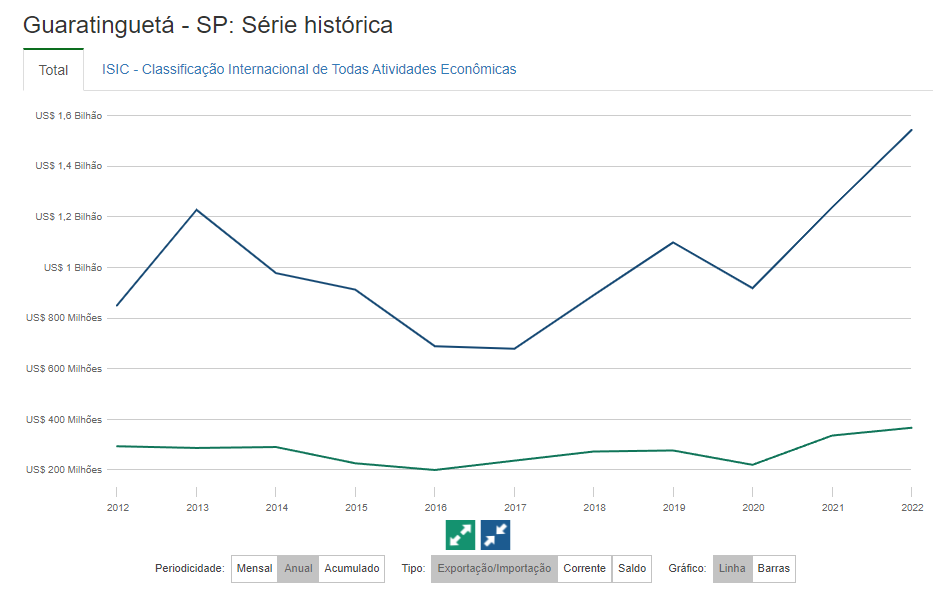 Guaratinguetá - SP: Série histórica
Total ISIC - Classificação Internacional de Todas Atividades Econômicas
US$ 1,6 Bilhão
US$ 1,4 Bilhão
US$ 1,2 Bilhão
US$ 1 Bilhão
US$ 800 Milhões
US$ 600 Milhões
US$ 400 Milhões
US$ 200 Milhões
2012 2013 2014 2015 2016 2017 2018 2019 2020 2021 2022
Periodicidade: Mensal Anual Acumulado Tipo: Exportação/Importação Corrente Saldo Gráfico: Linha Barras